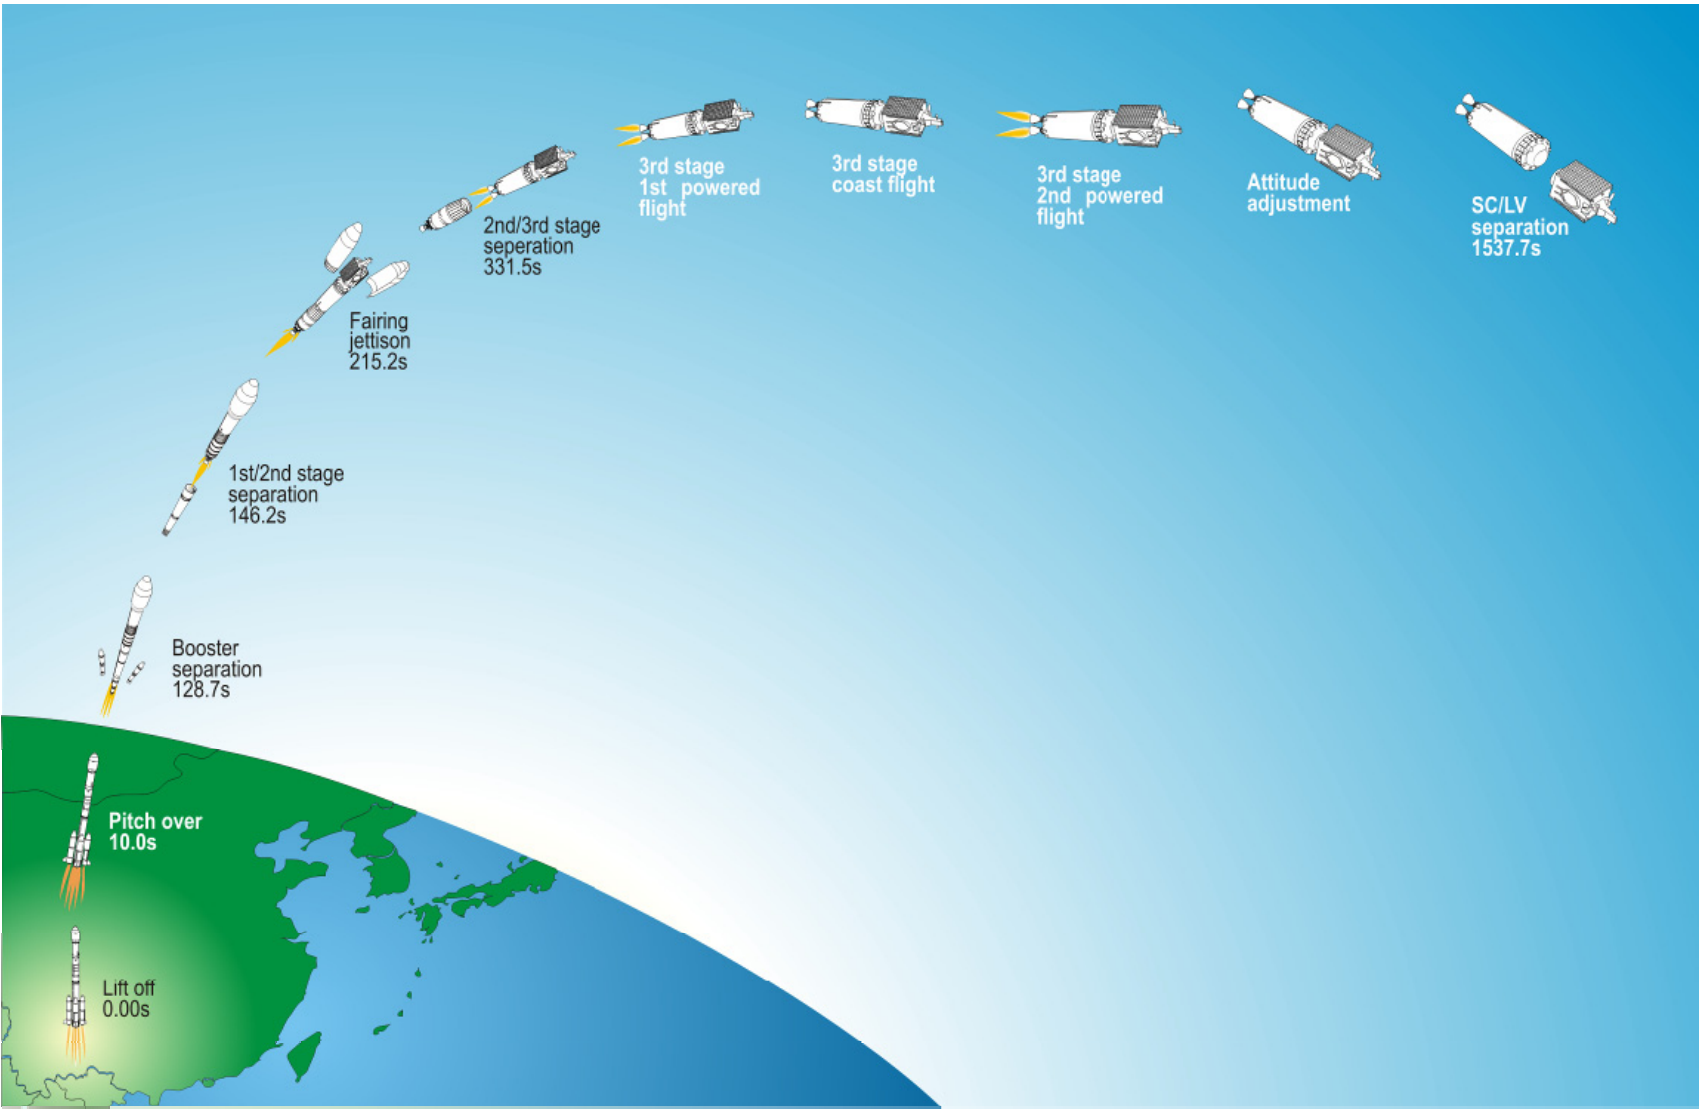 Lift off
0.00s
Pitch over
10.0s
Booster
separation
128.7s
1st/2nd stage
separation
146.2s
Fairing
jettison
215.2s
2nd/3rd stage
seperation
331.5s
3rd stage
1st powered
flight
3rd stage
coast flight
3rd stage
2nd powered
flight
Attitude
adjustment
SC/LV
separation
1537.7s